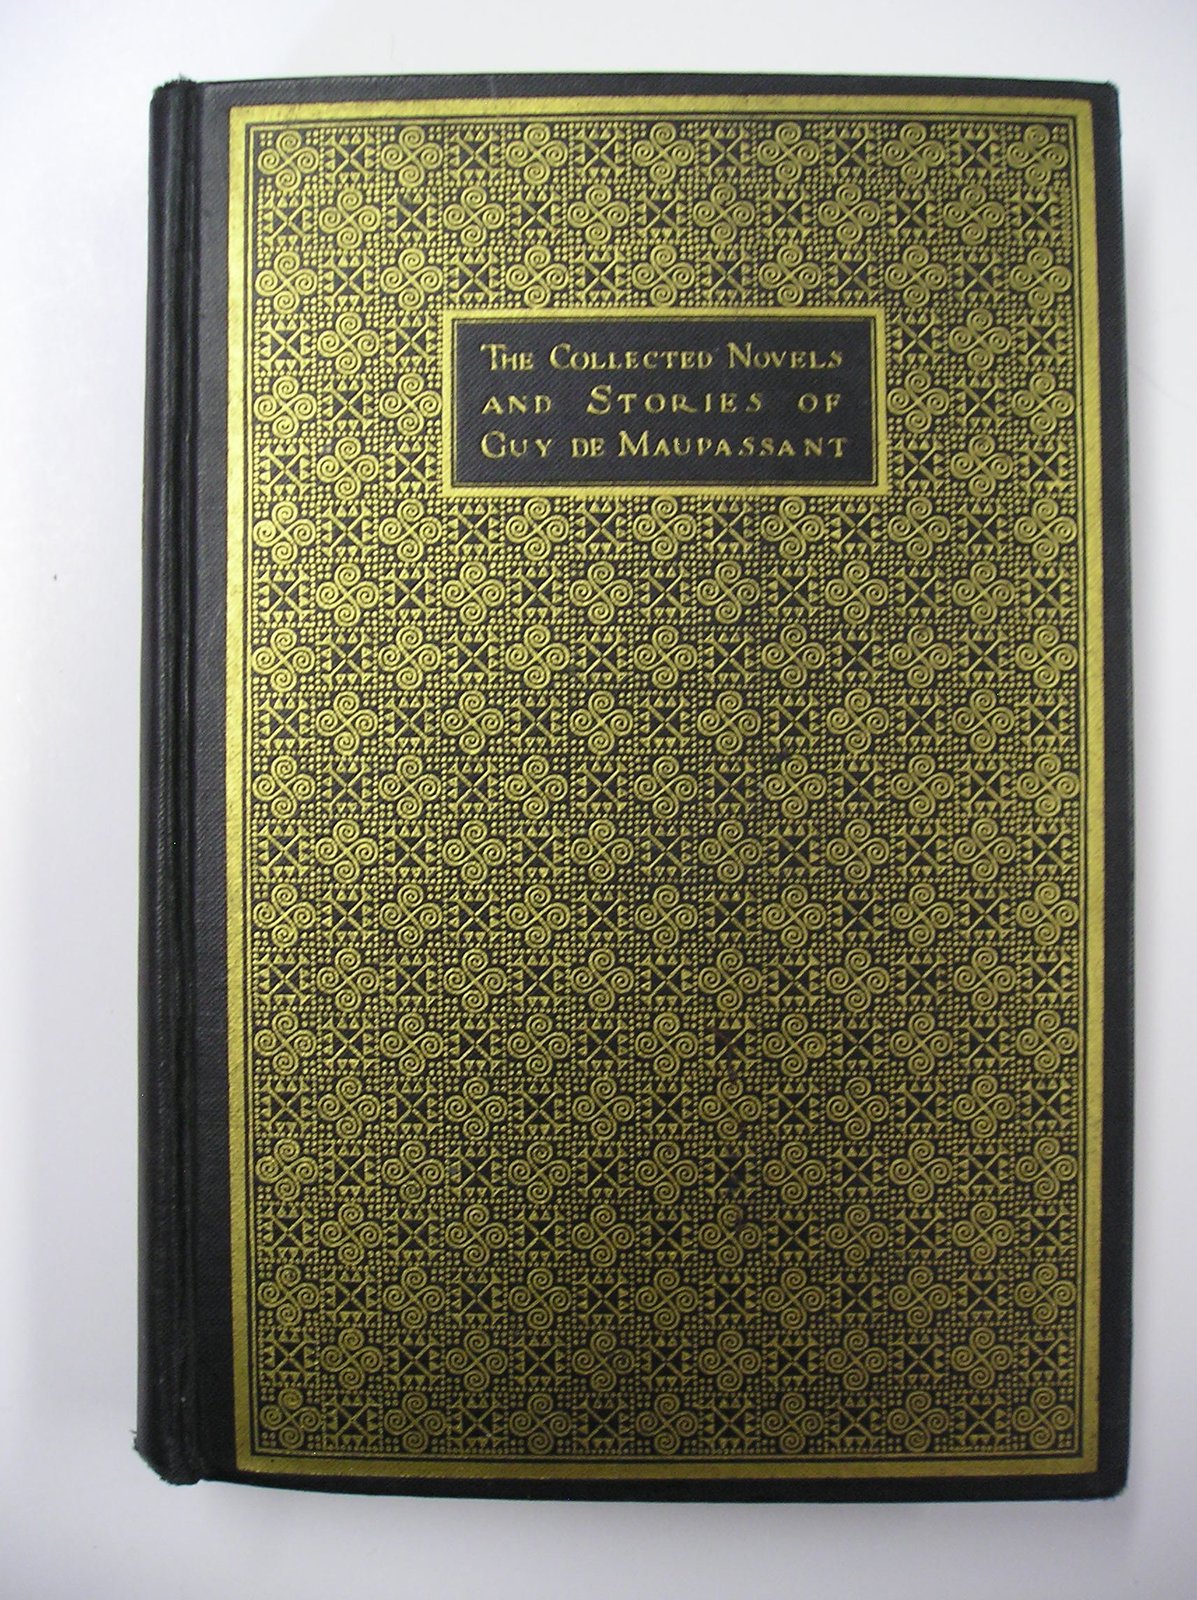 The Collected Novels
and Stories of
Guy de Maupassant